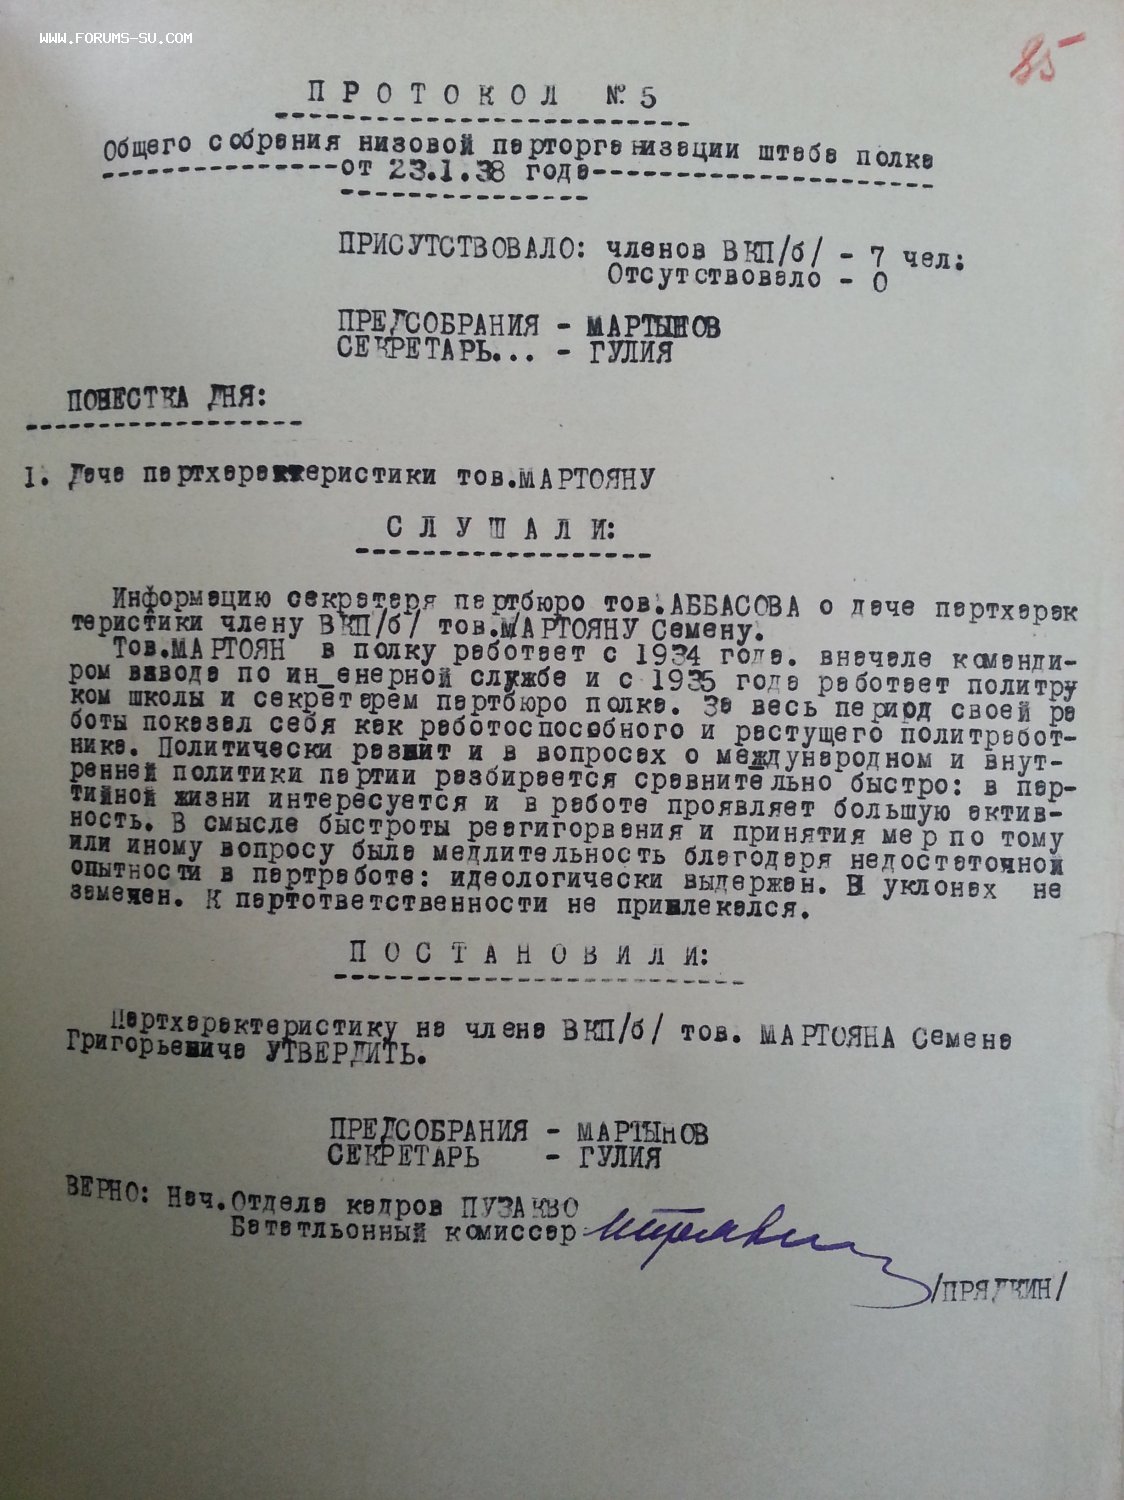 WWW.FORUMS-SU.COM
85
ПРОТОКОЛ № 5
Общего собрания низовой парторганизации штаба полка
от 23.1.38 года
ПРИСУТСТВОВАЛО: членов ВКП/б/ - 7 чел:
Отсутствовало - 0
ПРЕДСОБРАНИЯ - МАРТЫНОВ
СЕКРЕТАРЬ... - ГУЛИЯ
ПОВЕСТКА ДНЯ:
1. Дача партхарактеристики тов.МАРТОЯНУ
СЛУШАЛИ:
Информацию секратаря партбюро тов.АББАСОВА о даче партхарак
теристики члену ВКП/б/ тов.МАРТОЯНУ Семену.
Тов.МАРТОЯН в полку работает с 1934 года. вначале команди-
ром взвода по ин_енерной службе и с 1935 года работает политру
ком школы и секретарем партбюро полка. За весь период своей ра
боты показал себя как работоспособного и растущего политработ-
ника. Политически развит и в вопросах о международном и внут-
ренней политики партии разбирается сравнительно быстро: в пар-
тийной жизни интересуется и в работе проявляет большую актив-
ность. В смысле быстроты реагигорвания и принятия мер по тому
или иному вопросу была медлительность благодаря недостаточной
опытности в партработе: идеологически выдержан. В уклонах не
замечен. К партответственности не привлекался.
ПОСТАНОВИЛИ:
Партхарактеристику на члена ВКП/б/ тов. МАРТОЯНА Семена
Григорьевича УТВЕРДИТЬ.
ПРЕДСОБРАНИЯ - МАРТЫНОВ
СЕКРЕТАРЬ - ГУЛИЯ
ВЕРНО: Нач.Отдела кадров ПУЗАКВО
Бататльонный комиссар
/ПРЯДКИН/